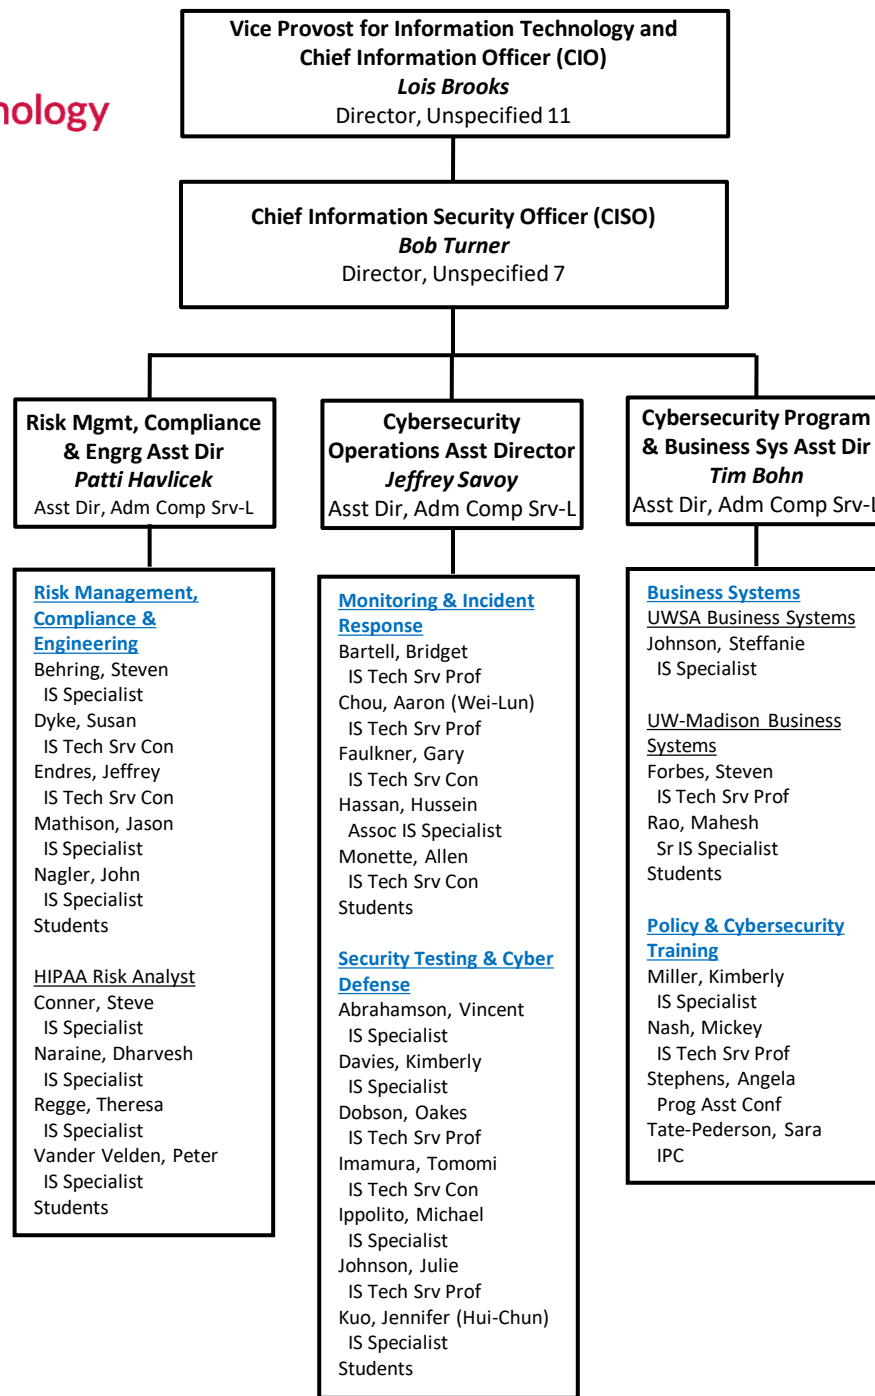 nology
Vice Provost for Information Technology and
Chief Information Officer (CIO)
Lois Brooks
Director, Unspecified 11
Chief Information Security Officer (CISO)
Bob Turner
Director, Unspecified 7
Risk Mgmt, Compliance
& Engrg Asst Dir
Patti Havlicek
Asst Dir, Adm Comp Srv-L
Cybersecurity
Operations Asst Director
Jeffrey Savoy
Asst Dir, Adm Comp Srv-L
Cybersecurity Program
& Business Sys Asst Dir
Tim Bohn
Asst Dir, Adm Comp Srv-L
Risk Management,
Compliance &
Engineering
Behring, Steven
IS Specialist
Dyke, Susan
IS Tech Srv Con
Endres, Jeffrey
IS Tech Srv Con
Mathison, Jason
IS Specialist
Nagler, John
IS Specialist
Students
HIPAA Risk Analyst
Conner, Steve
IS Specialist
Naraine, Dharvesh
IS Specialist
Regge, Theresa
IS Specialist
Vander Velden, Peter
IS Specialist
Students
Monitoring & Incident
Response
Bartell, Bridget
IS Tech Srv Prof
Chou, Aaron (Wei-Lun)
IS Tech Srv Prof
Faulkner, Gary
IS Tech Srv Con
Hassan, Hussein
Assoc IS Specialist
Monette, Allen
IS Tech Srv Con
Students
Security Testing & Cyber
Defense
Abrahamson, Vincent
IS Specialist
Davies, Kimberly
IS Specialist
Dobson, Oakes
IS Tech Srv Prof
Imamura, Tomomi
IS Tech Srv Con
Ippolito, Michael
IS Specialist
Johnson, Julie
IS Tech Srv Prof
Kuo, Jennifer (Hui-Chun)
IS Specialist
Students
Business Systems
UWSA Business Systems
Johnson, Steffanie
IS Specialist
UW-Madison Business
Systems
Forbes, Steven
IS Tech Srv Prof
Rao, Mahesh
Sr IS Specialist
Students
Policy & Cybersecurity
Training
Miller, Kimberly
IS Specialist
Nash, Mickey
IS Tech Srv Prof
Stephens, Angela
Prog Asst Conf
Tate-Pederson, Sara
IPC